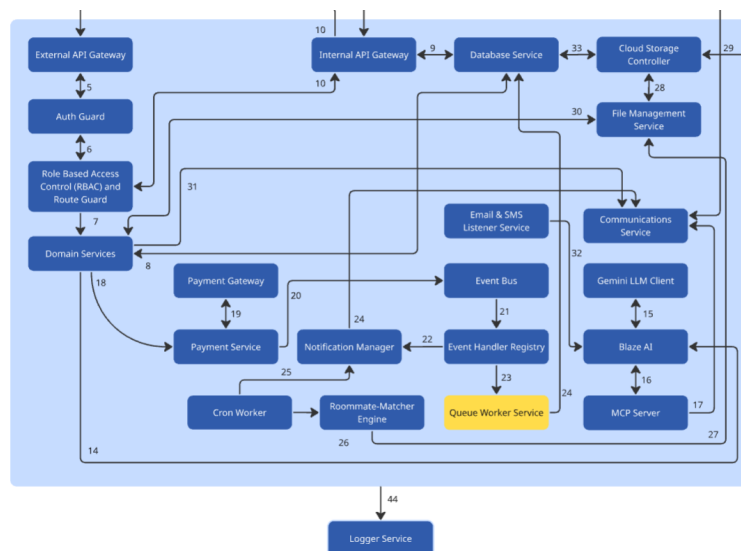 10
External API Gateway
Internal API Gateway
9
Database Service
33
Cloud Storage
Controller
29
5
10
28
Auth Guard
30
File Management
Service
6
Role Based Access
Control (RBAC) and
Route Guard
31
7
Email & SMS
Listener Service
Communications
Service
Domain Services
8
32
18
Payment Gateway
20
Event Bus
Gemini LLM Client
19
24
21
15
Payment Service
Notification Manager
22
Event Handler Registry
Blaze AI
25
23
24
16
Cron Worker
Roommate-Matcher
Engine
Queue Worker Service
MCP Server
17
26
27
14
44
Logger Service